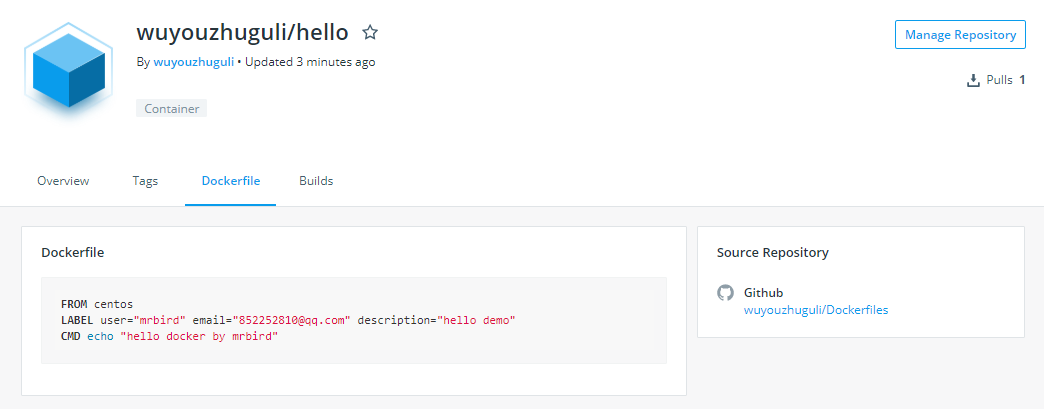 wuyouzhuguli/hello
Manage Repository
By wuyouzhuguli • Updated 3 minutes ago
Pulls 1
Container
Overview Tags Dockerfile Builds
Dockerfile
FROM centos
LABEL user="mrbird" email="852252810@qq.com" description="hello demo"
CMD echo "hello docker by mrbird"
Source Repository
Github
wuyouzhuguli/Dockerfiles